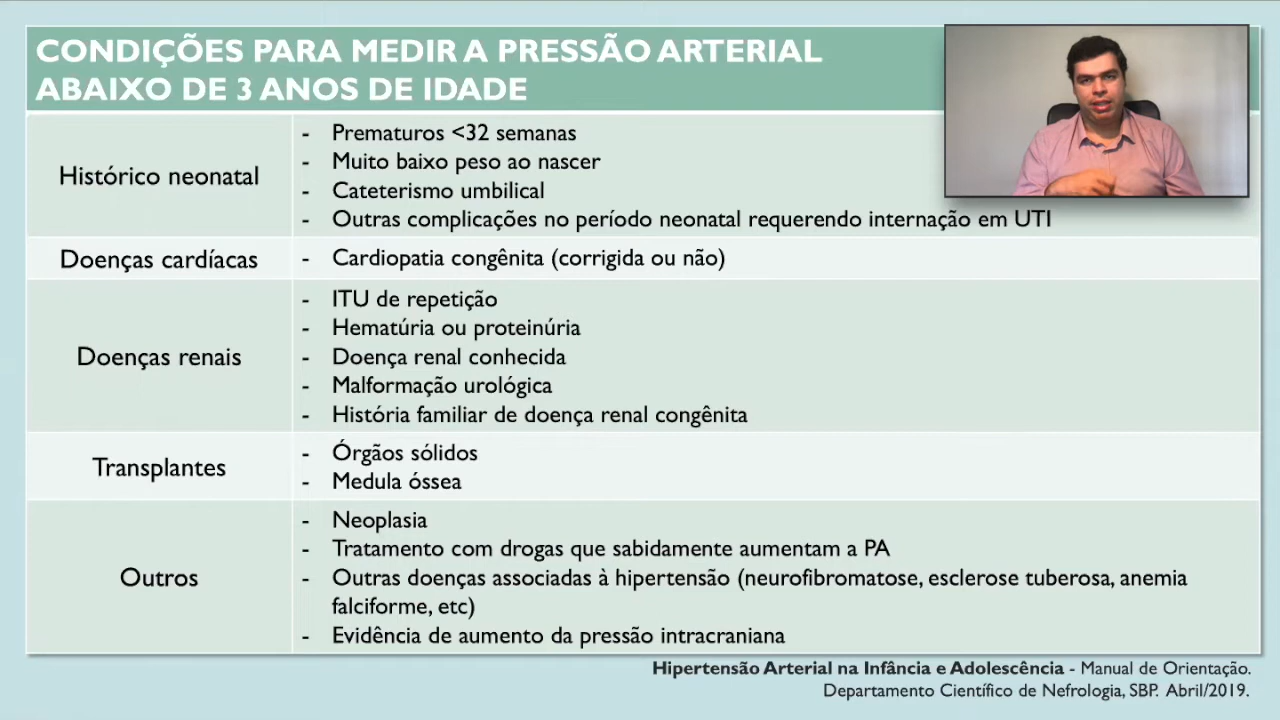 CONDIÇÕES PARA MEDIR A PRESSÃO ARTERIAL
ABAIXO DE 3 ANOS DE IDADE
Histórico neonatal
- Prematuros <32 semanas
- Muito baixo peso ao nascer
- Cateterismo umbilical
- Outras complicações no período neonatal requerendo internação em UTI
Doenças cardíacas
- Cardiopatia congênita (corrigida ou não)
Doenças renais
- ITU de repetição
- Hematúria ou proteinúria
- Doença renal conhecida
- Malformação urológica
- História familiar de doença renal congênita
Transplantes
- Órgãos sólidos
- Medula óssea
Outros
- Neoplasia
- Tratamento com drogas que sabidamente aumentam a PA
- Outras doenças associadas à hipertensão (neurofibromatose, esclerose tuberosa, anemia
falciforme, etc)
- Evidência de aumento da pressão intracraniana
Hipertensão Arterial na Infância e Adolescência - Manual de Orientação.
Departamento Científico de Nefrologia, SBP. Abril/2019.